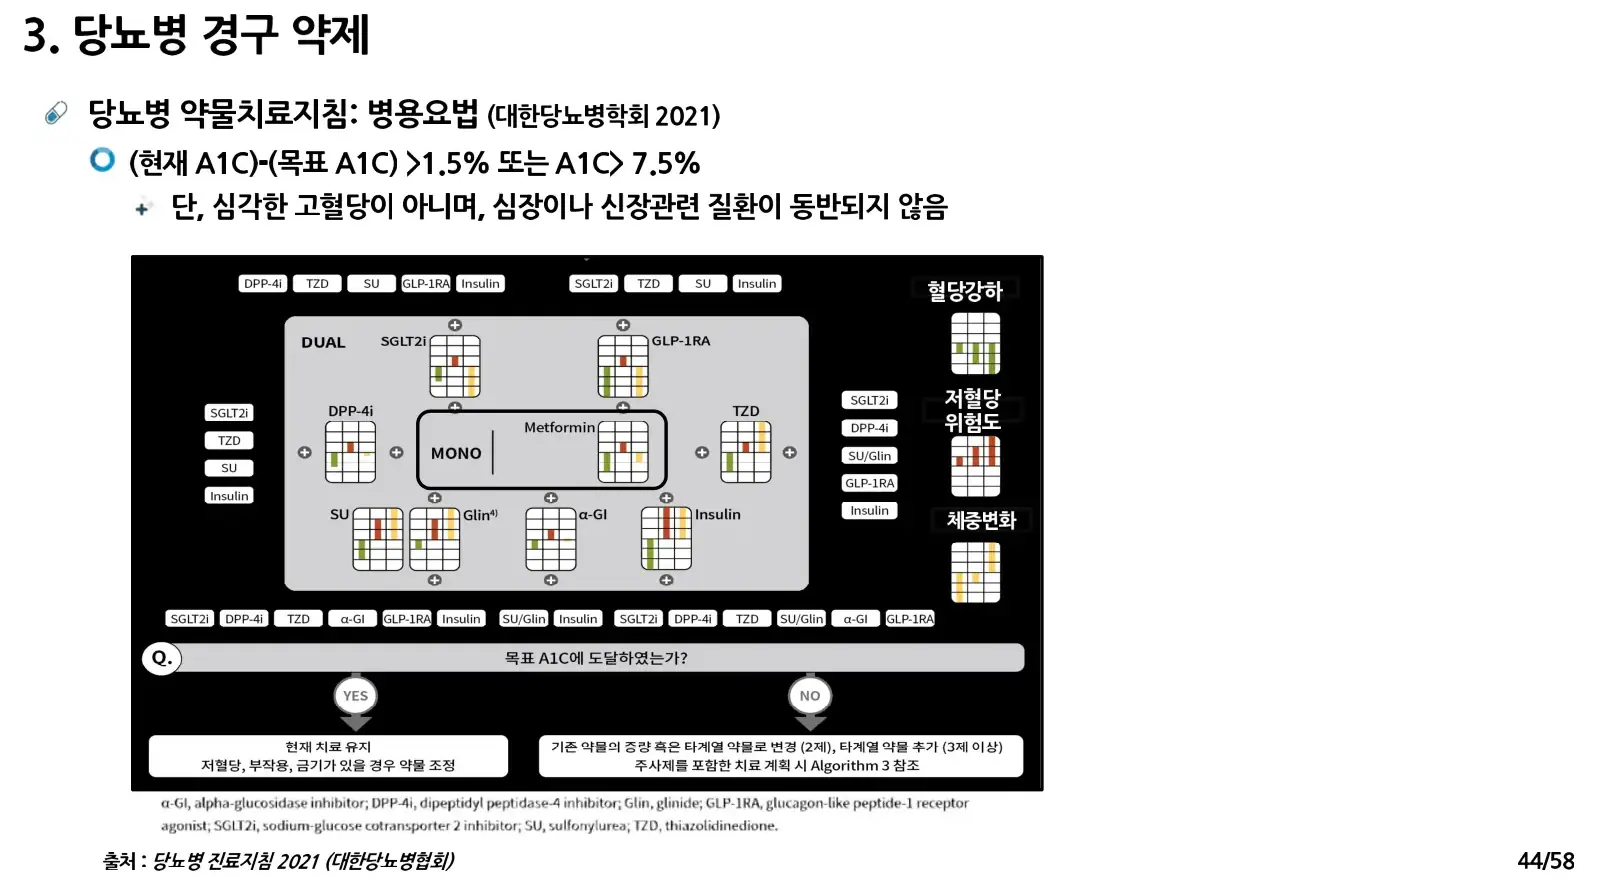 3. 당뇨병 경구 약제
당뇨병 약물치료지침: 병용요법 (대한당뇨병학회 2021)
(현재 A1C)-(목표 A1C) >1.5% 또는 A1C> 7.5%
단, 심각한 고혈당이 아니며, 심장이나 신장관련 질환이 동반되지 않음
DPP-4i TZD SU GLP-1RA Insulin
SGLT2i TZD SU Insulin
혈당강하
DUAL
SGLT2i
GLP-1RA
저혈당
위험도
SGLT2i
TZD
SU
Insulin
DPP-4i
MONO
Metformin
TZD
SGLT2i
DPP-4i
SU/Glin
GLP-1RA
Insulin
체중변화
SU
Glin⁴⁾
α-GI
Insulin
SGLT2i DPP-4i TZD α-GI GLP-1RA Insulin
SU/Glin Insulin
SGLT2i DPP-4i TZD SU/Glin α-GI GLP-1RA
Q.
목표 A1C에 도달하였는가?
YES
NO
현재 치료 유지
저혈당, 부작용, 금기가 있을 경우 약물 조정
기존 약물의 증량 혹은 타계열 약물로 변경 (2제), 타계열 약물 추가 (3제 이상)
주사제를 포함한 치료 계획 시 Algorithm 3 참조
α-GI, alpha-glucosidase inhibitor; DPP-4i, dipeptidyl peptidase-4 inhibitor; Glin, glinide; GLP-1RA, glucagon-like peptide-1 receptor
agonist; SGLT2i, sodium-glucose cotransporter 2 inhibitor; SU, sulfonylurea; TZD, thiazolidinedione.
출처 : 당뇨병 진료지침 2021 (대한당뇨병협회)
44/58